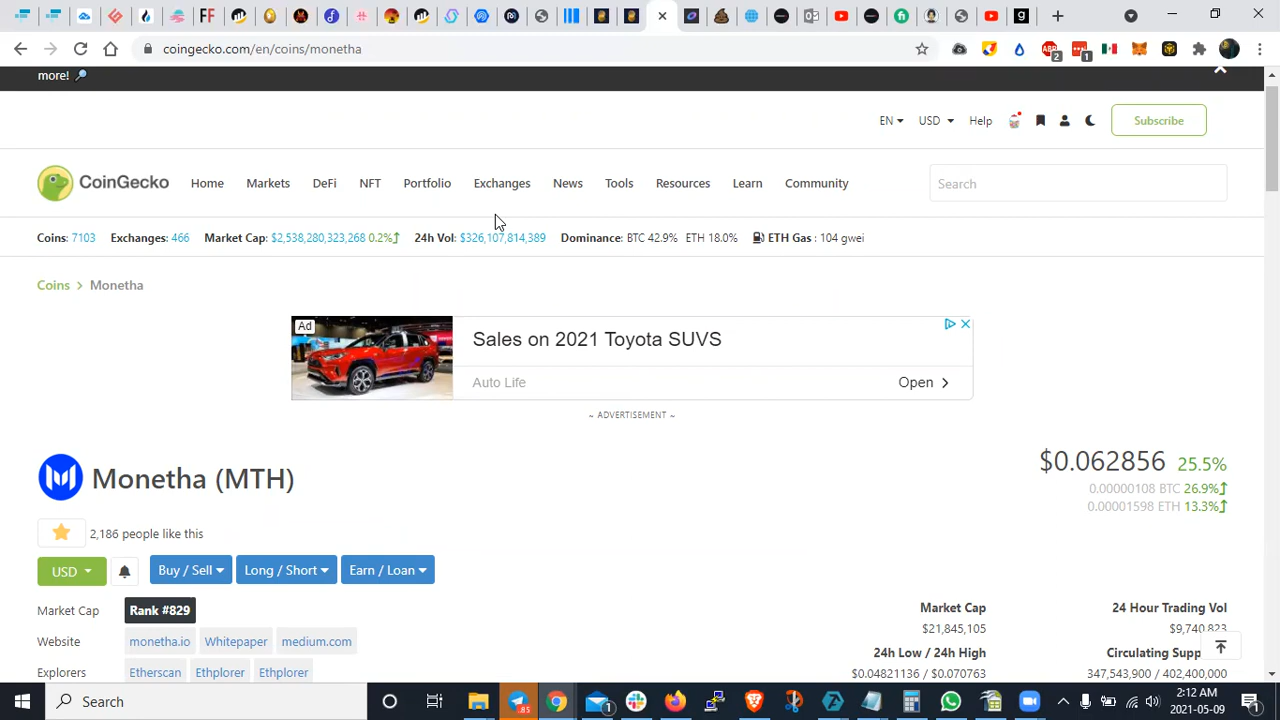 coingecko.com/en/coins/monetha
more!
EN USD Help Subscribe
CoinGecko Home Markets DeFi NFT Portfolio Exchanges News Tools Resources Learn Community Search
Coins: 7103 Exchanges: 466 Market Cap: $2,538,280,323,268 0.2% 24h Vol: $326,107,814,389 Dominance: BTC 42.9% ETH 18.0% ETH Gas : 104 gwei
Coins > Monetha
Ad
Sales on 2021 Toyota SUVS
Auto Life Open >
~ ADVERTISEMENT ~
Monetha (MTH)
$0.062856 25.5%
0.00000108 BTC 26.9%
0.00001598 ETH 13.3%
2,186 people like this
USD Buy / Sell Long / Short Earn / Loan
Market Cap Rank #829
Website monetha.io Whitepaper medium.com
Explorers Etherscan Ethplorer Ethplorer
Market Cap 24 Hour Trading Vol
$21,845,105 $9,740,823
24h Low / 24h High Circulating Supp
$0.04821136 / $0.070763 347,543,900 / 402,400,000
Search
2:12 AM
2021-05-09